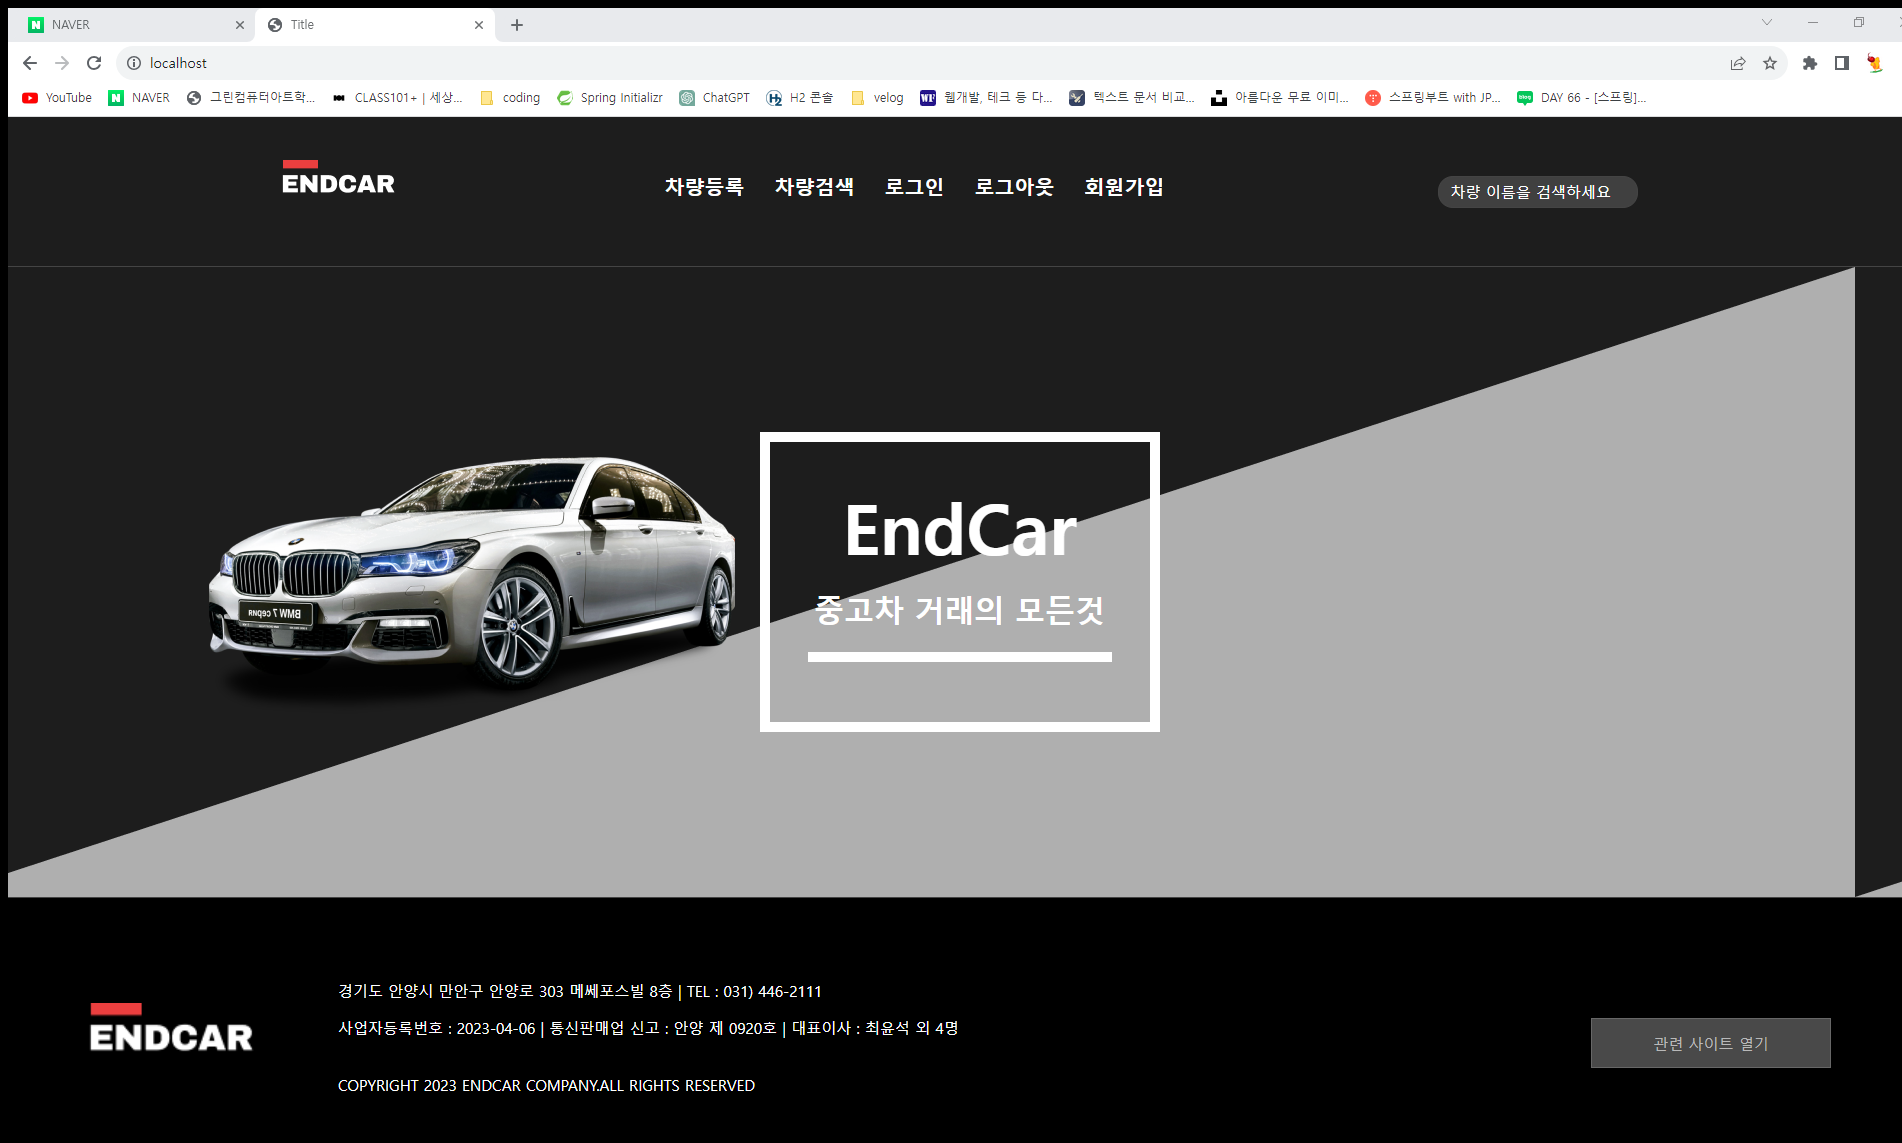 NAVER
Title
localhost
YouTube NAVER 그린컴퓨터아트학... CLASS101+ | 세상... coding Spring Initializr ChatGPT H2 콘솔 velog 웹개발, 테크 등 다... 텍스트 문서 비교... 아름다운 무료 이미... 스프링부트 with JP... DAY 66 - [스프링]...
ENDCAR
차량등록 차량검색 로그인 로그아웃 회원가입
차량 이름을 검색하세요
EndCar
중고차 거래의 모든것
ENDCAR
경기도 안양시 만안구 안양로 303 메쎄포스빌 8층 | TEL : 031) 446-2111
사업자등록번호 : 2023-04-06 | 통신판매업 신고 : 안양 제 0920호 | 대표이사 : 최윤석 외 4명
COPYRIGHT 2023 ENDCAR COMPANY.ALL RIGHTS RESERVED
관련 사이트 열기